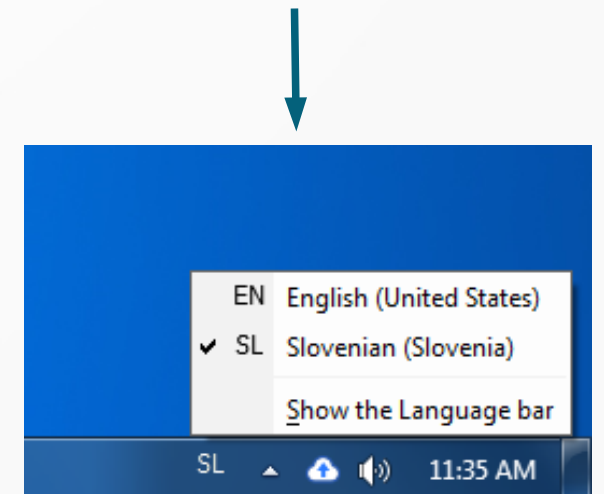 EN English (United States)
SL Slovenian (Slovenia)
Show the Language bar
SL 11:35 AM